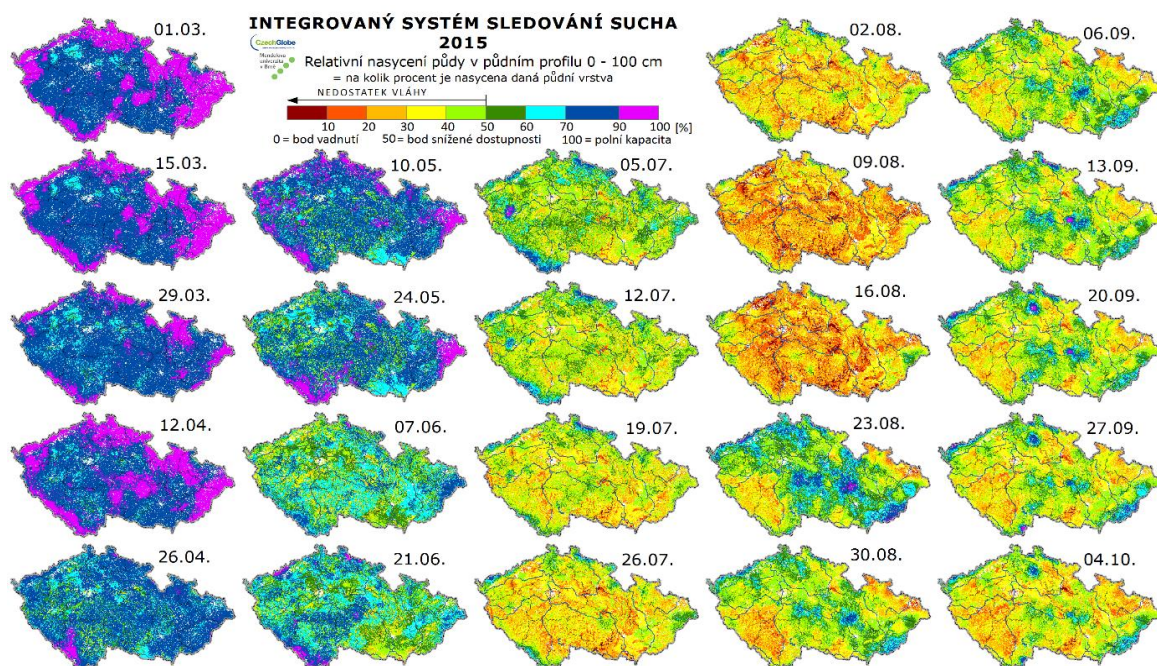 INTEGROVANÝ SYSTÉM SLEDOVÁNÍ SUCHA
2015
CzechGlobe
Mendelova
univerzita
v Brně
Relativní nasycení půdy v půdním profilu 0 - 100 cm
= na kolik procent je nasycena daná půdní vrstva
NEDOSTATEK VLÁHY
10 20 30 40 50 60 70 90 100 [%]
0= bod vadnutí 50= bod snížené dostupnosti 100= polní kapacita
01.03.
15.03.
29.03.
12.04.
26.04.
10.05.
24.05.
07.06.
21.06.
05.07.
12.07.
19.07.
26.07.
02.08.
09.08.
16.08.
23.08.
30.08.
06.09.
13.09.
20.09.
27.09.
04.10.